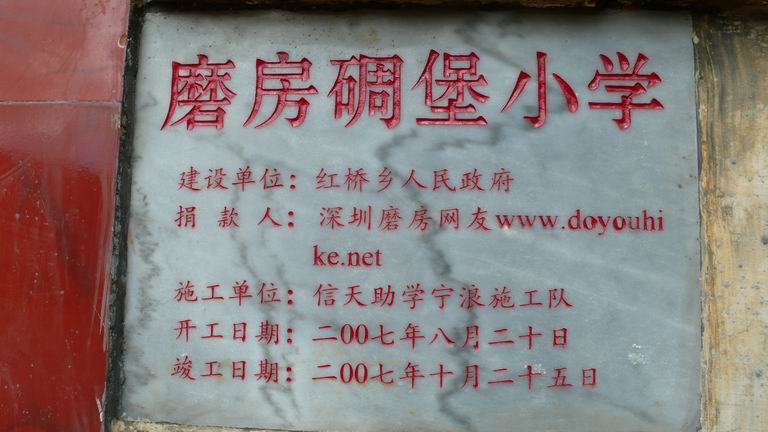 磨房碉堡小学
建设单位：红桥乡人民政府
捐款人：深圳磨房网友www.doyouhi
ke.net
施工单位：信天助学宁浪施工队
开工日期：二00七年八月二十日
竣工日期：二00七年十月二十五日